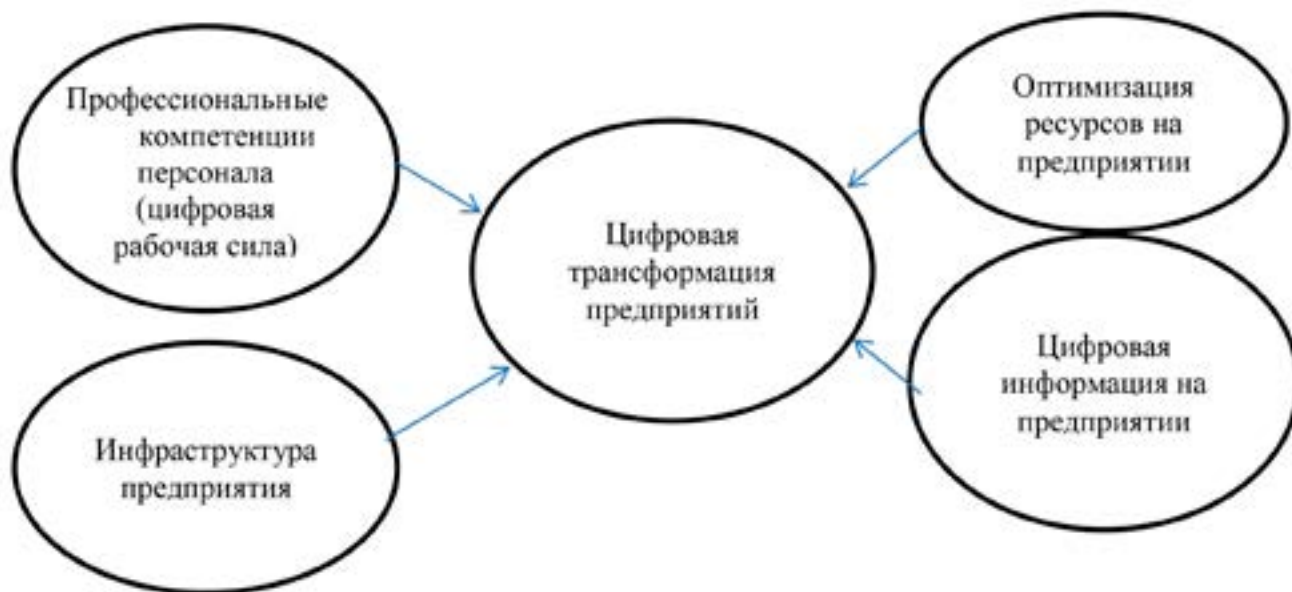 Профессиональные
компетенции
персонала
(цифровая
рабочая сила)
Инфраструктура
предприятия
Цифровая
трансформация
предприятий
Оптимизация
ресурсов на
предприятии
Цифровая
информация на
предприятии